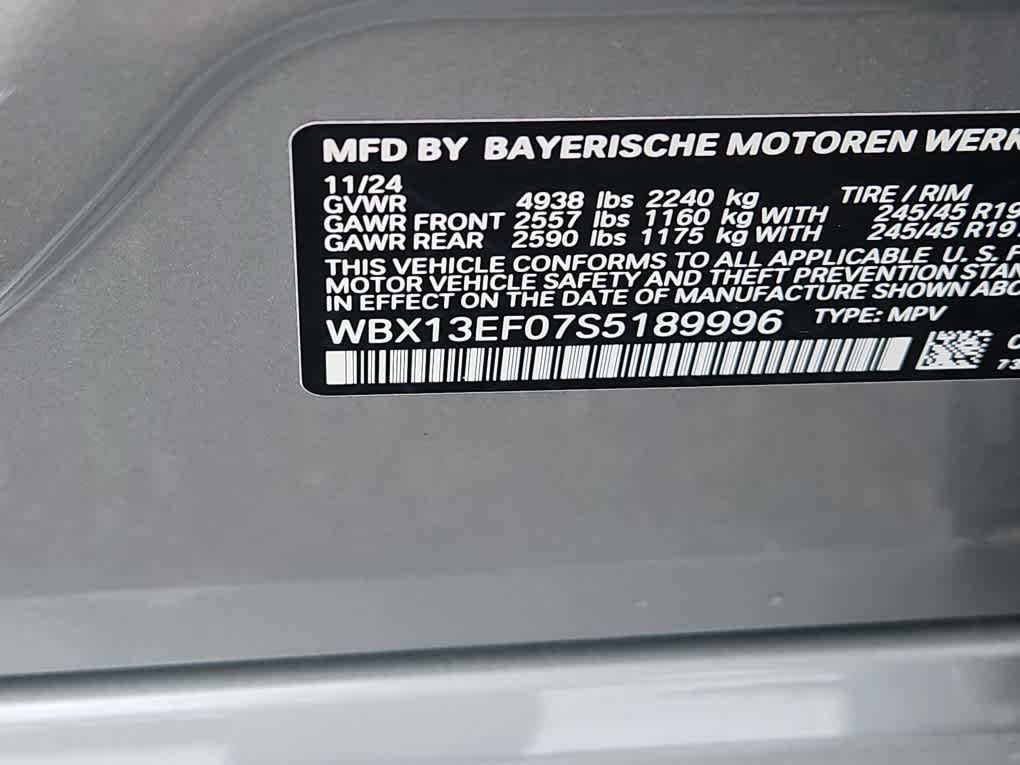 MFD BY BAYERISCHE MOTOREN WERK
11/24
GVWR 4938 lbs 2240 kg TIRE / RIM
GAWR FRONT 2557 lbs 1160 kg WITH 245/45 R19
GAWR REAR 2590 lbs 1175 kg WITH 245/45 R19
THIS VEHICLE CONFORMS TO ALL APPLICABLE U. S. F
MOTOR VEHICLE SAFETY AND THEFT PREVENTION STAN
IN EFFECT ON THE DATE OF MANUFACTURE SHOWN ABO
WBX13EF07S5189996 TYPE: MPV
73